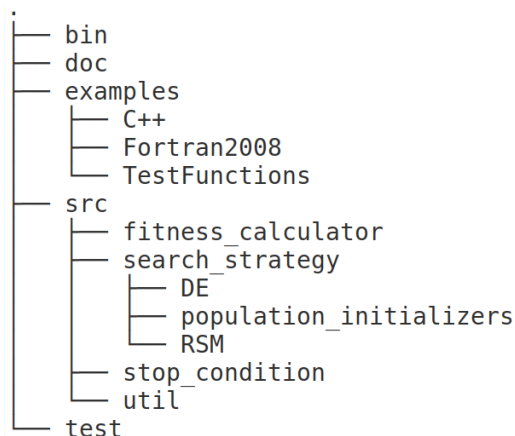 .
├── bin
├── doc
├── examples
│   ├── C++
│   ├── Fortran2008
│   └── TestFunctions
├── src
│   ├── fitness_calculator
│   ├── search_strategy
│   │   ├── DE
│   │   ├── population_initializers
│   │   └── RSM
│   ├── stop_condition
│   └── util
└── test